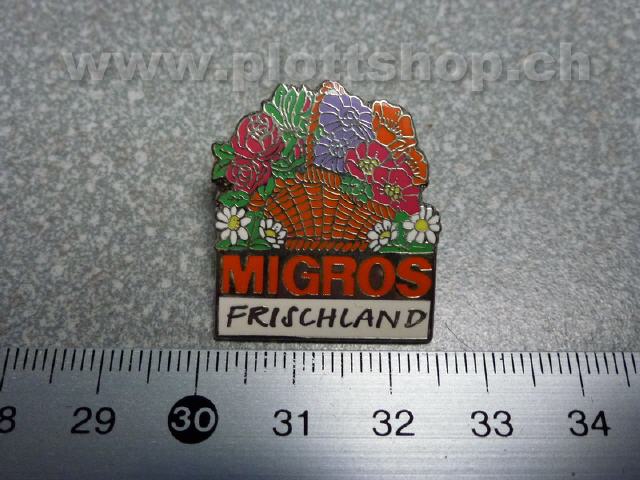 www.plottshop.ch
MIGROS
FRISCHLAND
8 29 30 31 32 33 34